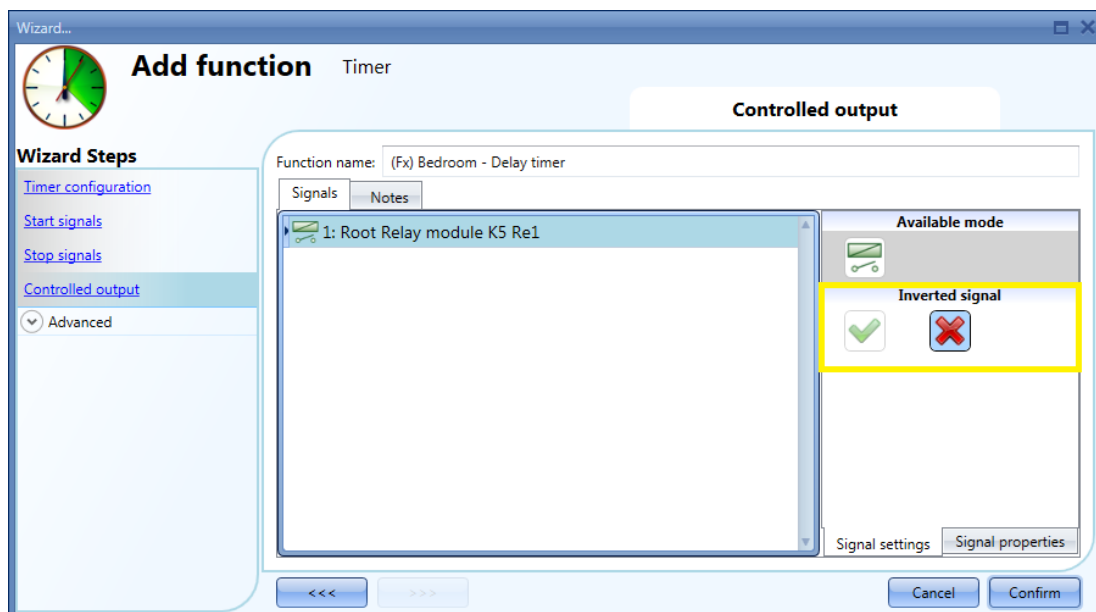 Wizard...
Add function Timer
Controlled output
Wizard Steps
Timer configuration
Start signals
Stop signals
Controlled output
Advanced
Function name: (Fx) Bedroom - Delay timer
Signals Notes
1: Root Relay module K5 Re1
Available mode
Inverted signal
Signal settings Signal properties
<<< >>> Cancel Confirm